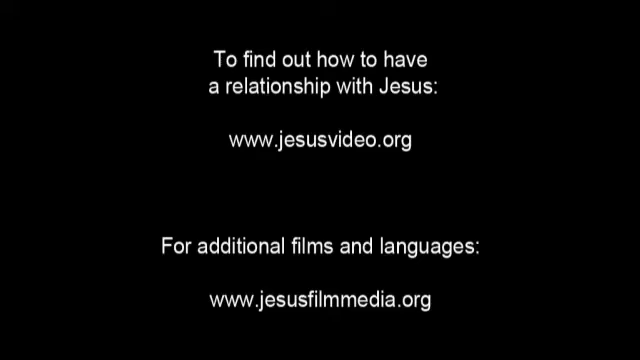 To find out how to have
a relationship with Jesus:
www.jesusvideo.org
For additional films and languages:
www.jesusfilmmedia.org